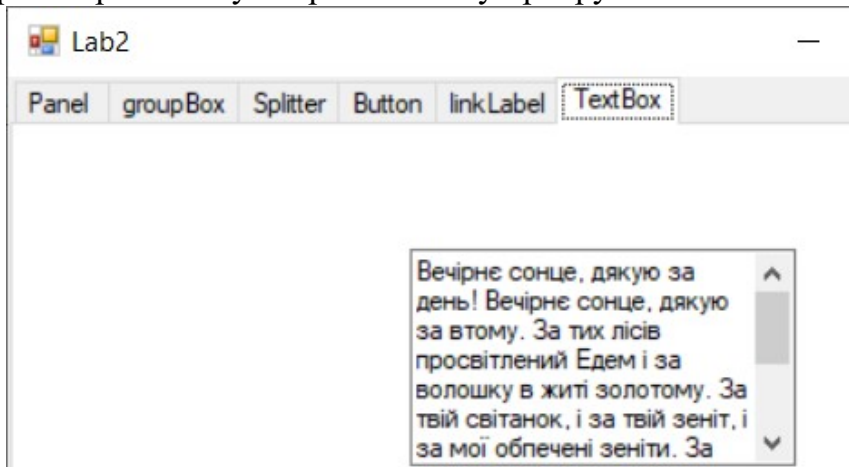 Lab2
Panel groupBox Splitter Button linkLabel TextBox
Вечірнє сонце, дякую за
день! Вечірнє сонце, дякую
за втому. За тих лісів
просвітлений Едем і за
волошку в житі золотому. За
твій світанок, і за твій зеніт, і
за мої обпечені зеніти. За